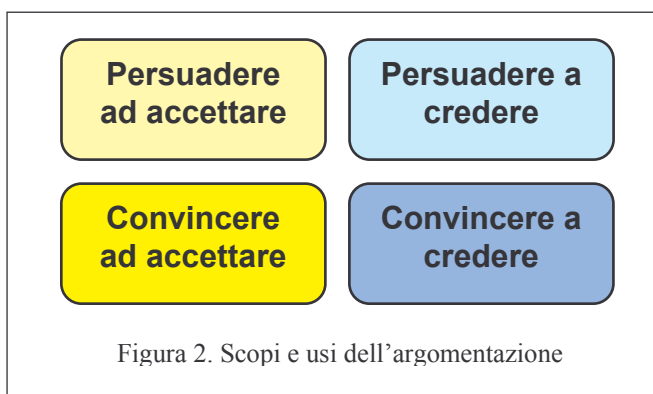 Persuadere
ad accettare
Persuadere a
credere
Convincere
ad accettare
Convincere a
credere
Figura 2. Scopi e usi dell'argomentazione